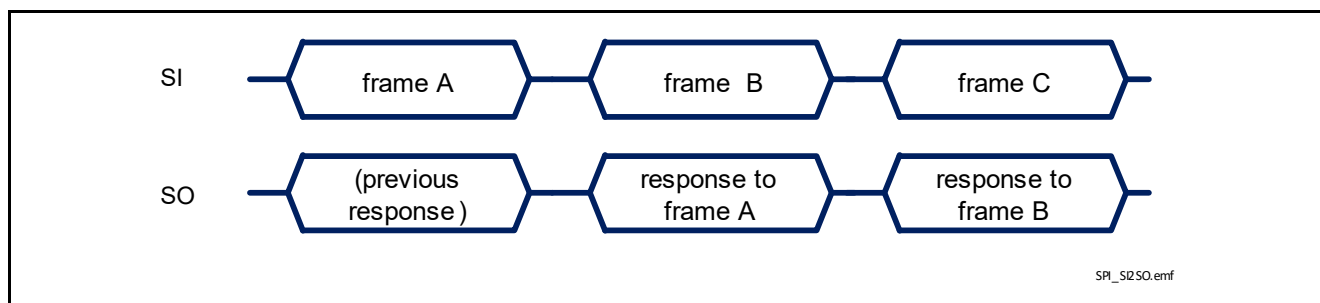 SI
frame A
frame B
frame C
SO
(previous
response)
response to
frame A
response to
frame B
SPI_SI2SO.emf